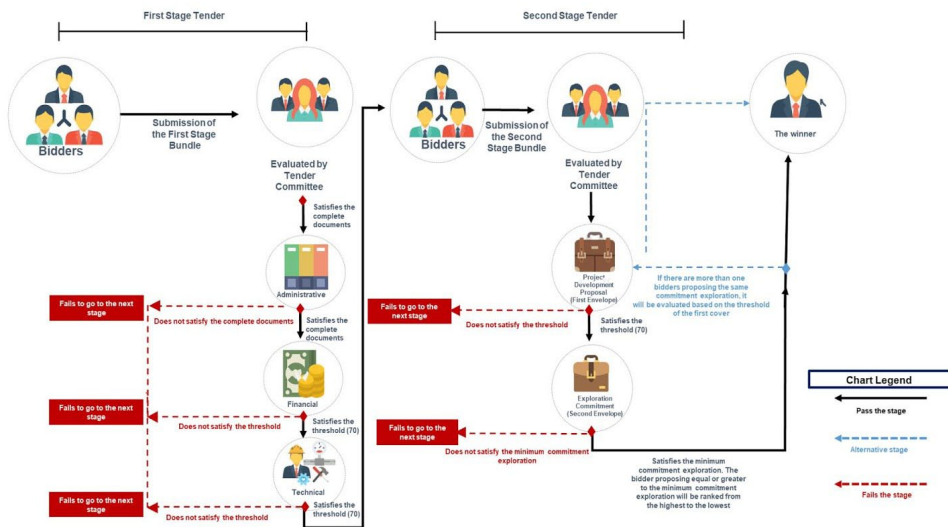 First Stage Tender
Second Stage Tender
Bidders
Submission of
the First Stage
Bundle
Evaluated by
Tender
Committee
Satisfies the
complete
documents
Administrative
Fails to go to the next
stage
Does not satisfy the complete documents
Satisfies the
complete
documents
Financial
Fails to go to the next
stage
Does not satisfy the threshold
Satisfies the
threshold (70)
Technical
Fails to go to the next
stage
Does not satisfy the threshold
Satisfies the
threshold (70)
Bidders
Submission of
the Second
Stage Bundle
Evaluated by
Tender
Committee
Project
Development
Proposal
(First Envelope)
Fails to go to the
next stage
Does not satisfy the threshold
Satisfies the
threshold (70)
Exploration
Commitment
(Second Envelope)
Fails to go to the
next stage
Does not satisfy the minimum commitment
exploration
Satisfies the minimum
commitment exploration. The
bidder proposing equal or greater
to the minimum commitment
exploration will be ranked from
the highest to the lowest
If there are more than one
bidders proposing the same
commitment exploration, it
will be evaluated based on the threshold
of the first cover
The winner
Chart Legend
Pass the stage
Alternative stage
Fails the stage